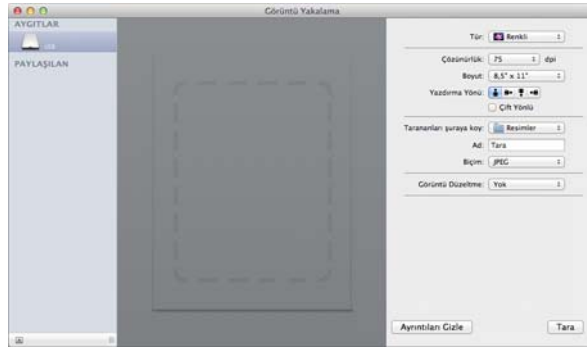 Görüntü Yakalama
AYGITLAR
USB
PAYLAŞILAN
Tür: Renkli
Çözünürlük: 75 dpi
Boyut: 8,5" x 11"
Yazdırma Yönü:
Çift Yönlü
Tarananları şuraya koy: Resimler
Ad: Tara
Biçim: JPEG
Görüntü Düzeltme: Yok
Ayrıntıları Gizle
Tara